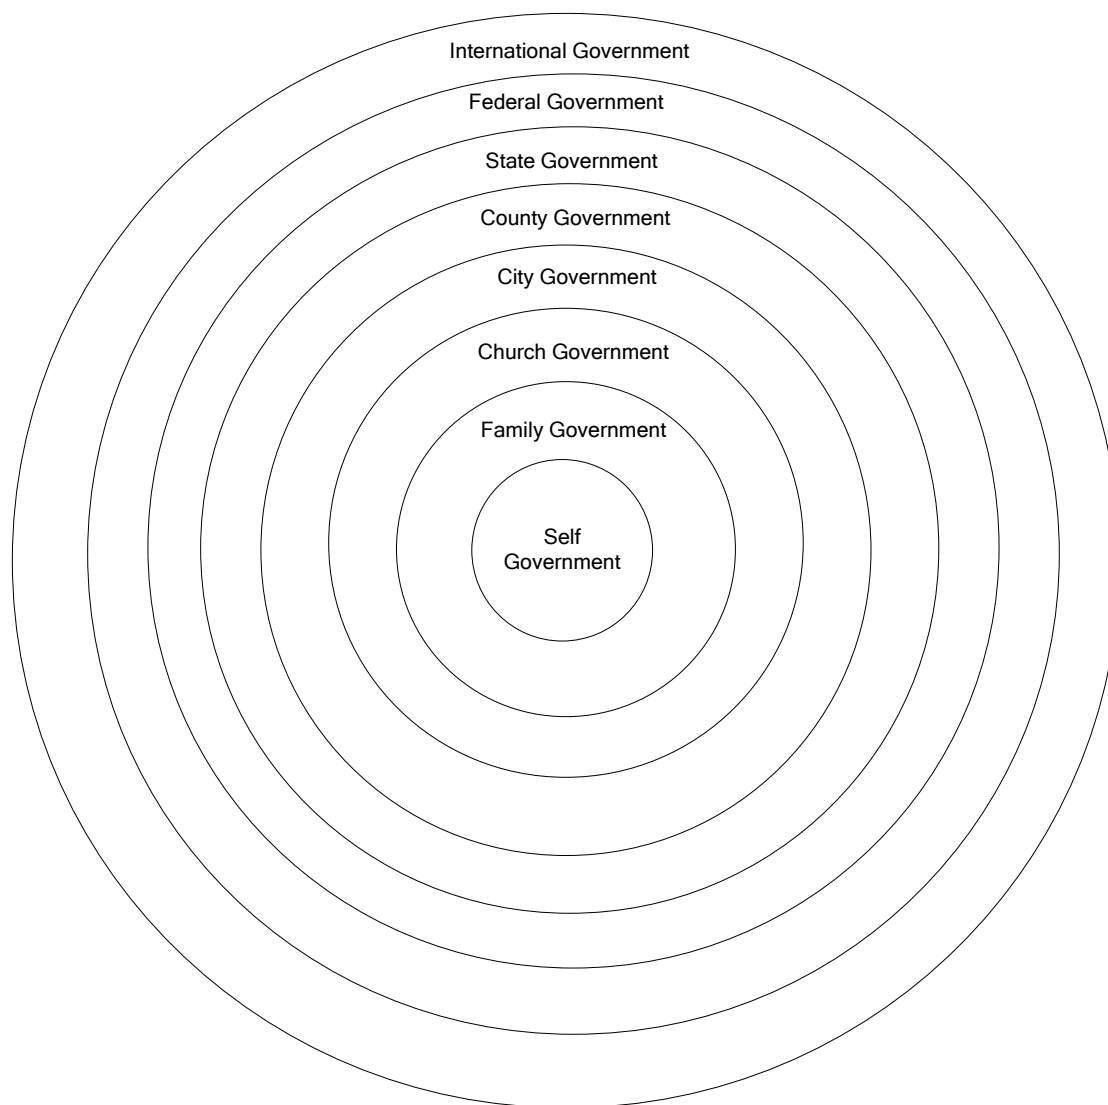 International Government
Federal Government
State Government
County Government
City Government
Church Government
Family Government
Self
Government